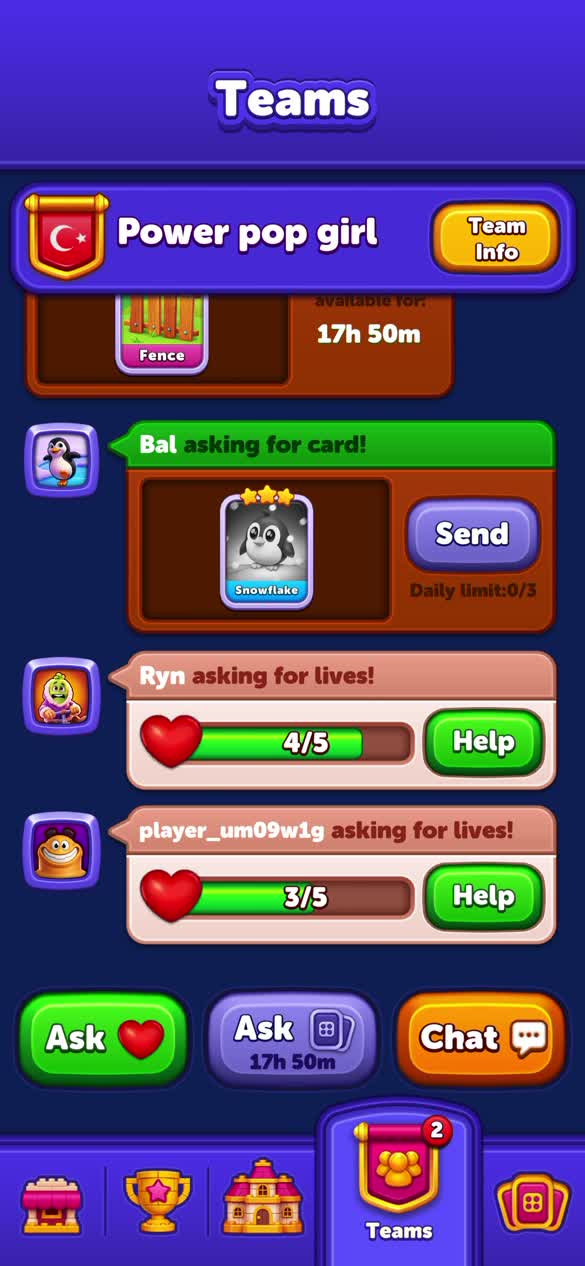 Teams
Power pop girl
Team
Info
available for:
17h 50m
Fence
Bal asking for card!
Snowflake
Send
Daily limit:0/3
Ryn asking for lives!
4/5
Help
player_um09w1g asking for lives!
3/5
Help
Ask
Ask
17h 50m
Chat
2
Teams